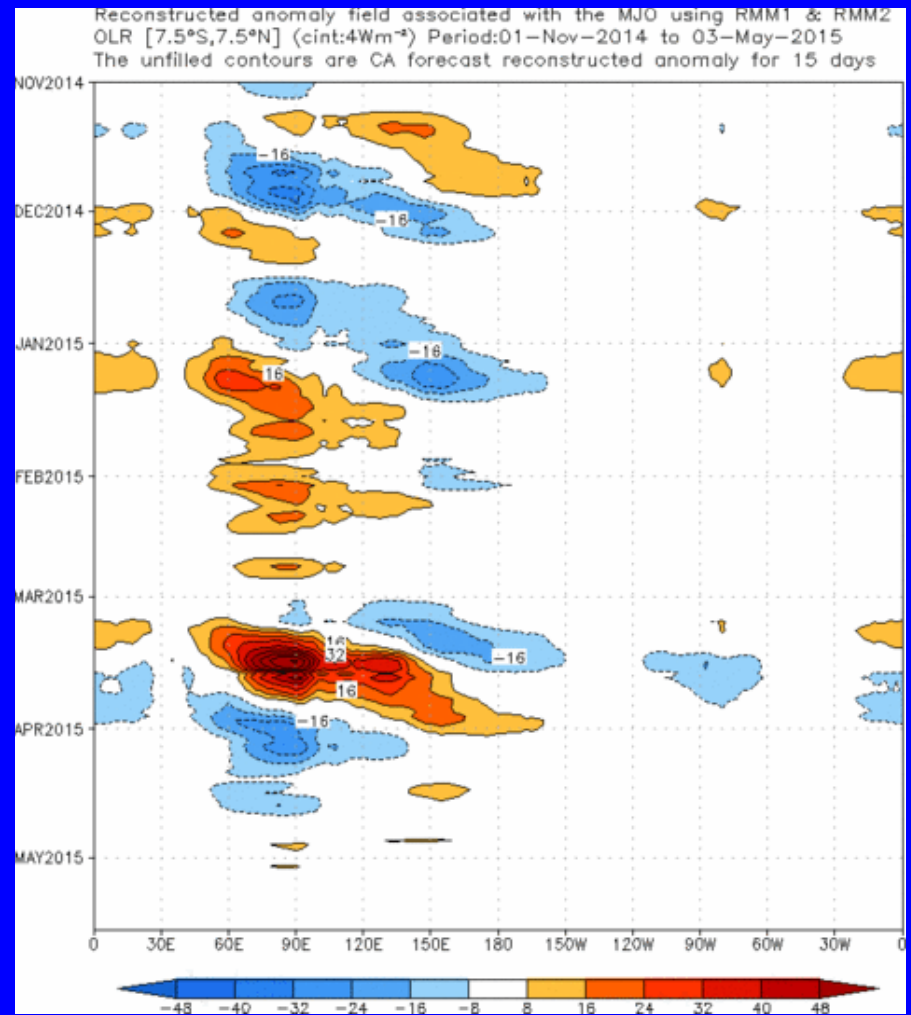 Reconstructed anomaly field associated with the MJO using RMM1 & RMM2
OLR [7.5°S,7.5°N] (cint:4Wm⁻²) Period:01-Nov-2014 to 03-May-2015
The unfilled contours are CA forecast reconstructed anomaly for 15 days
NOV2014
-16
DEC2014
-16
JAN2015
-16
16
FEB2015
MAR2015
16
32
-16
16
-16
APR2015
MAY2015
0 30E 60E 90E 120E 150E 180 150W 120W 90W 60W 30W 0
-48 -40 -32 -24 -16 -8 8 16 24 32 40 48